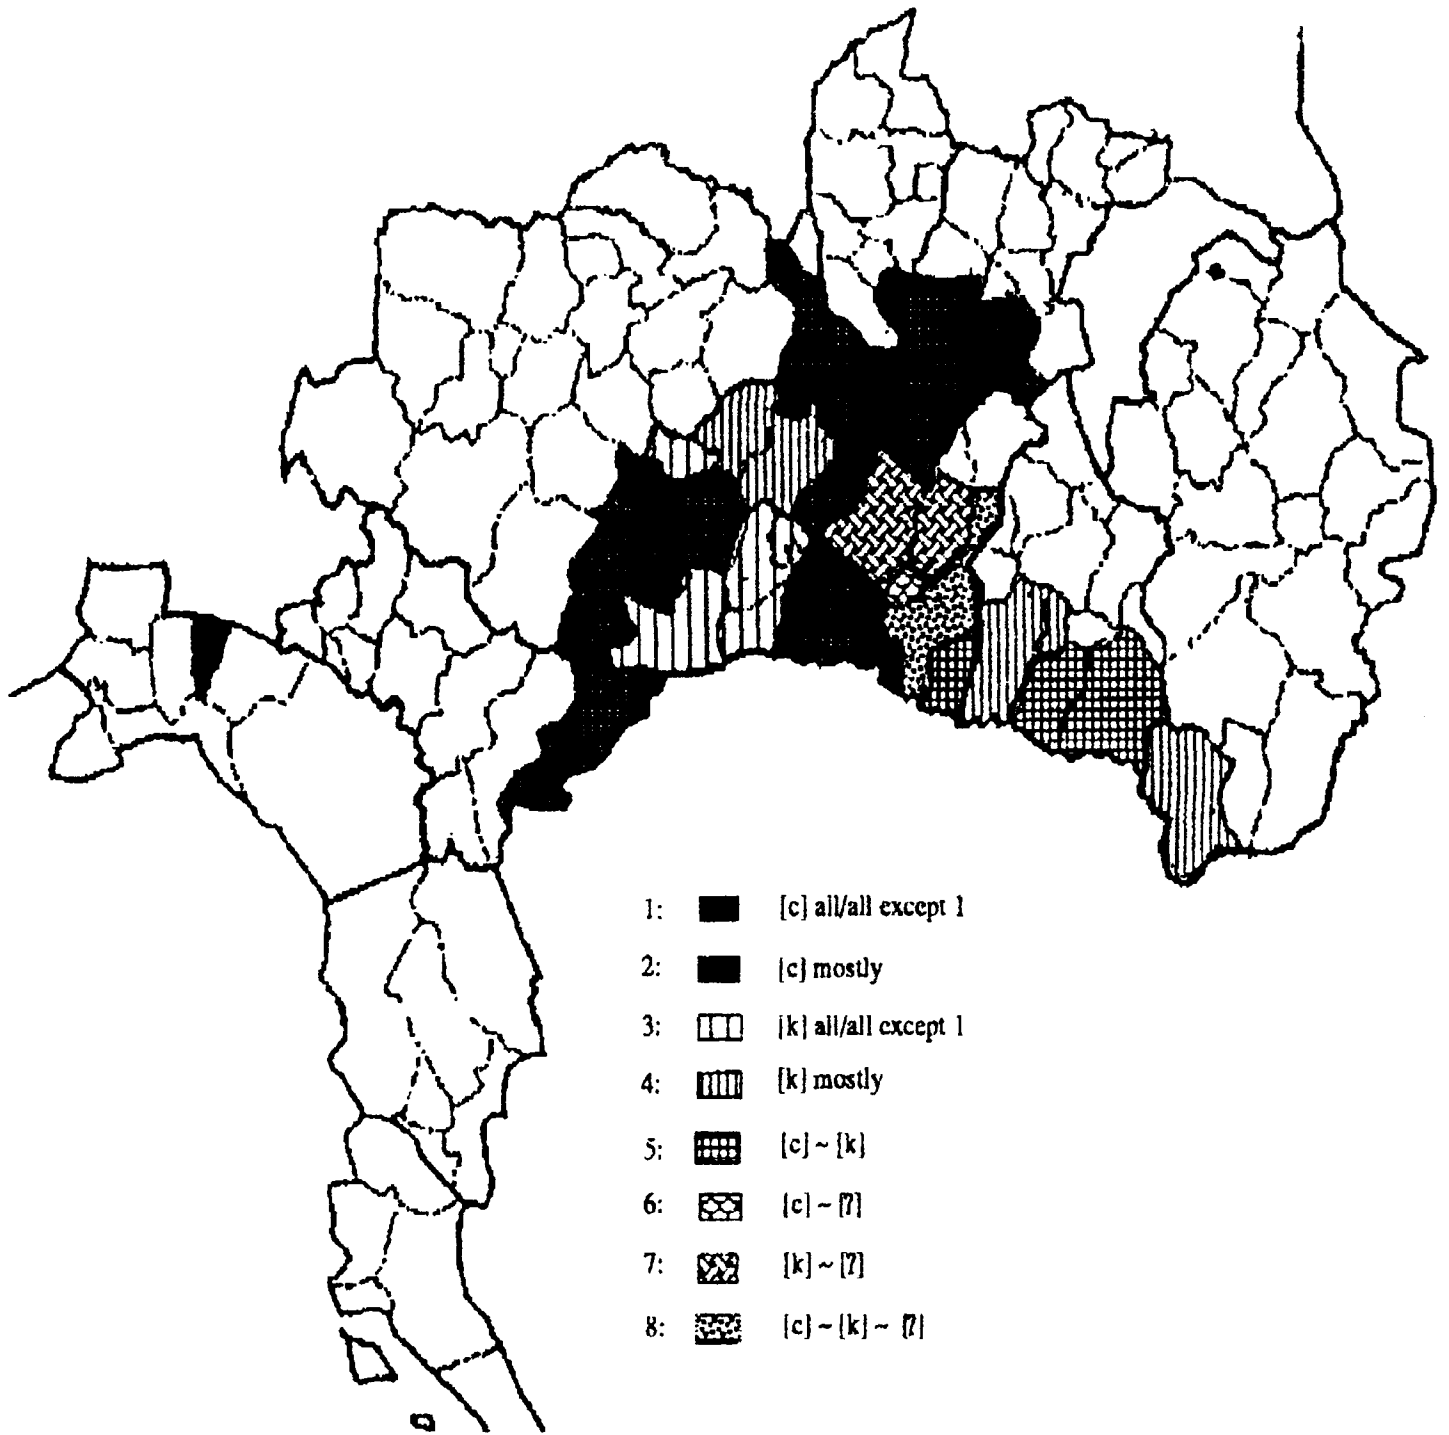 1: [c] all/all except 1
2: [c] mostly
3: [k] all/all except 1
4: [k] mostly
5: [c] ~ [k]
6: [c] ~ [?]
7: [k] ~ [?]
8: [c] ~ [k] ~ [?]